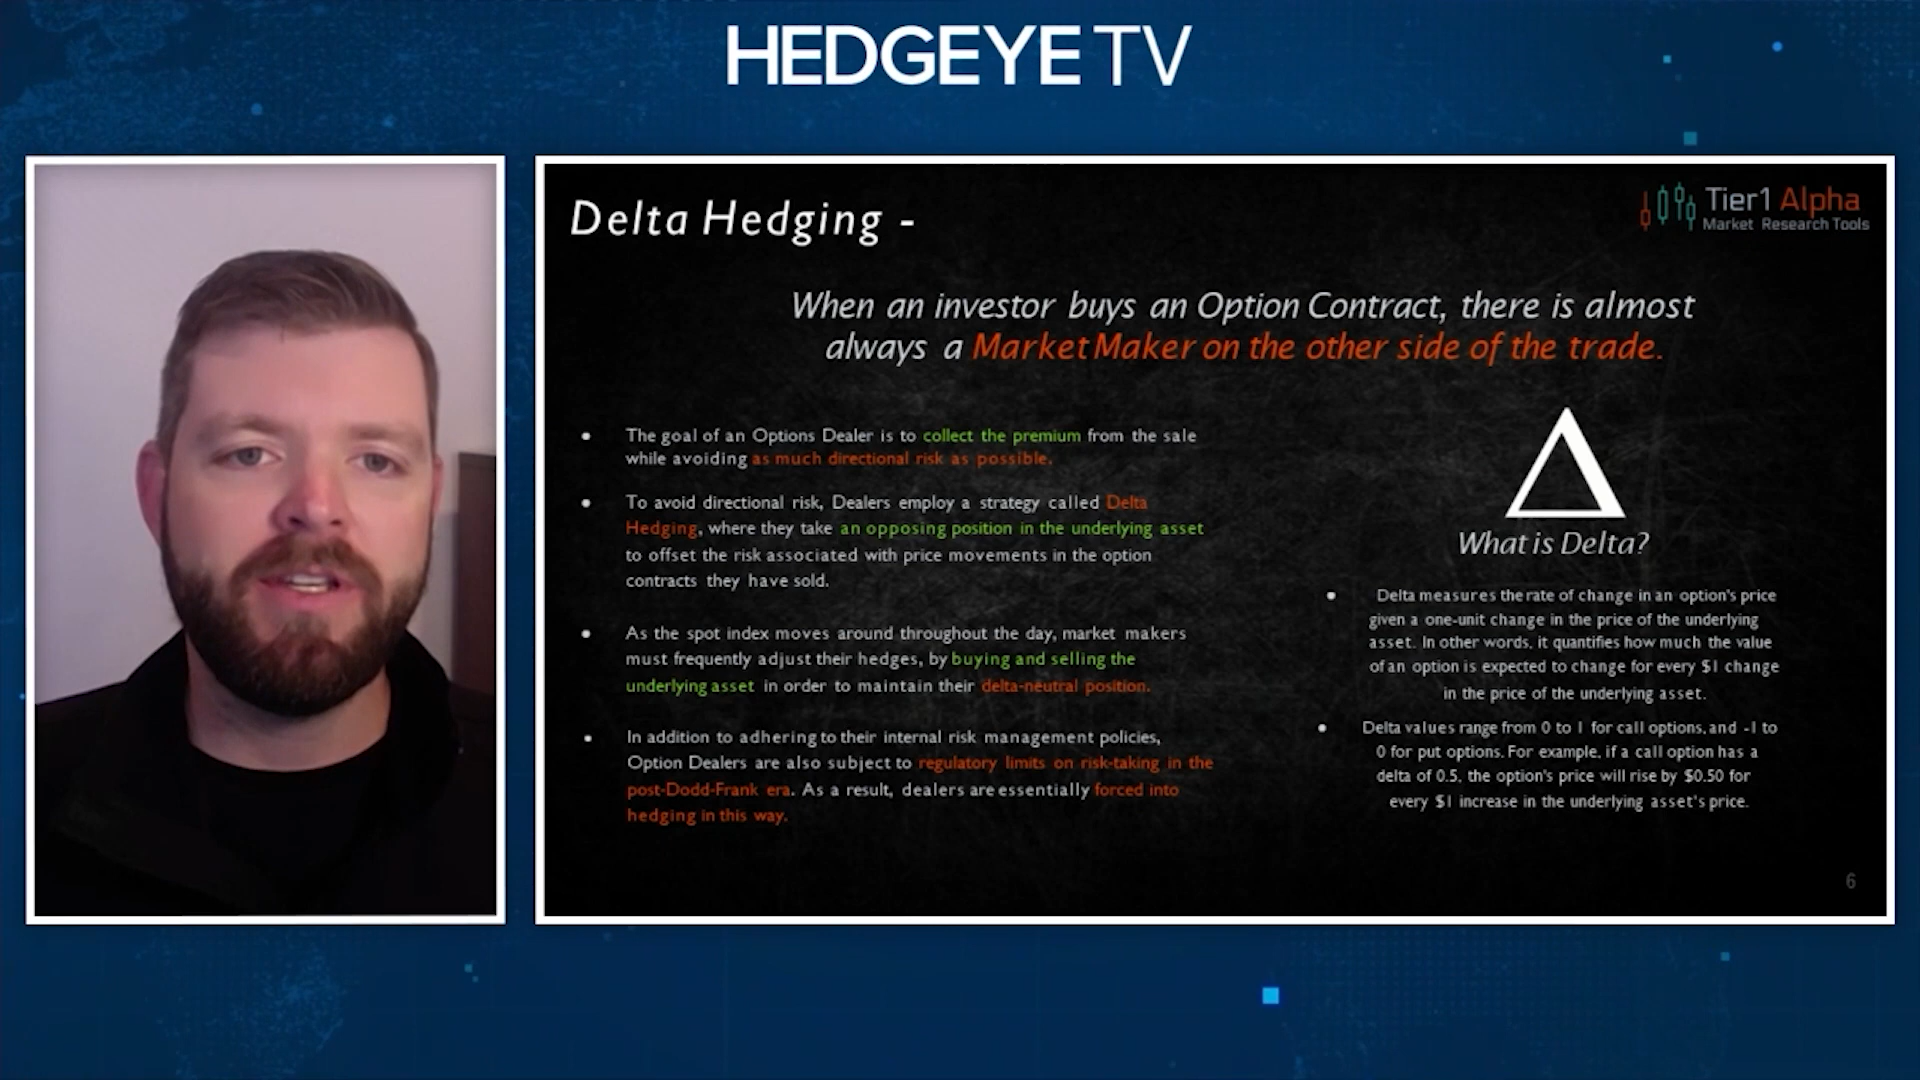 HEDGEYE TV
Delta Hedging -
Tier1 Alpha
Market Research Tools
When an investor buys an Option Contract, there is almost
always a Market Maker on the other side of the trade.
• The goal of an Options Dealer is to collect the premium from the sale
while avoiding as much directional risk as possible.
• To avoid directional risk, Dealers employ a strategy called Delta
Hedging, where they take an opposing position in the underlying asset
to offset the risk associated with price movements in the option
contracts they have sold.
• As the spot index moves around throughout the day, market makers
must frequently adjust their hedges, by buying and selling the
underlying asset in order to maintain their delta-neutral position.
• In addition to adhering to their internal risk management policies,
Option Dealers are also subject to regulatory limits on risk-taking in the
post-Dodd-Frank era. As a result, dealers are essentially forced into
hedging in this way.
What is Delta?
• Delta measures the rate of change in an option's price
given a one-unit change in the price of the underlying
asset. In other words, it quantifies how much the value
of an option is expected to change for every $1 change
in the price of the underlying asset.
• Delta values range from 0 to 1 for call options, and -1 to
0 for put options. For example, if a call option has a
delta of 0.5, the option's price will rise by $0.50 for
every $1 increase in the underlying asset's price.
6